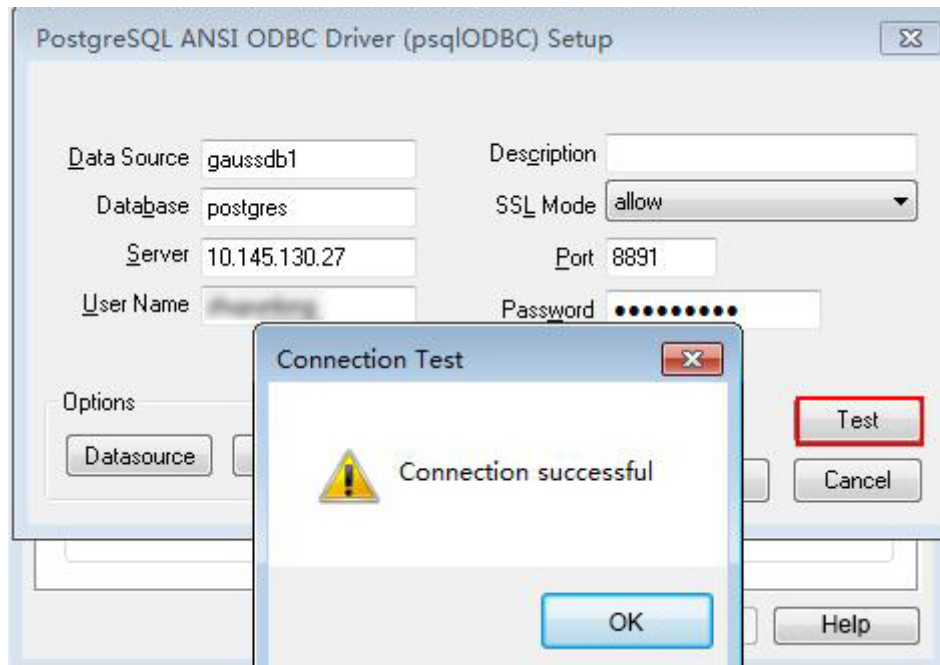 PostgreSQL ANSI ODBC Driver (psqlODBC) Setup
Data Source gaussdb1 Description
Database postgres SSL Mode allow
Server 10.145.130.27 Port 8891
User Name Password •••••••••
Connection Test
Options
Test
Datasource
Connection successful
Cancel
OK
Help